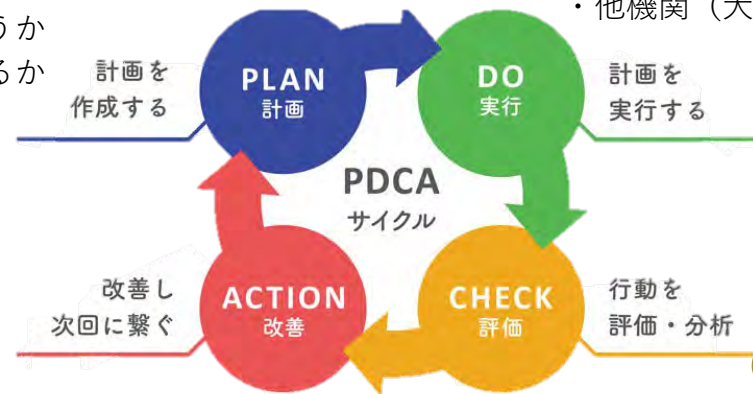 うか
るか
・他機関（大
計画を
作成する
PLAN
計画
DO
実行
計画を
実行する
PDCA
サイクル
改善し
次回に繋ぐ
ACTION
改善
CHECK
評価
行動を
評価・分析